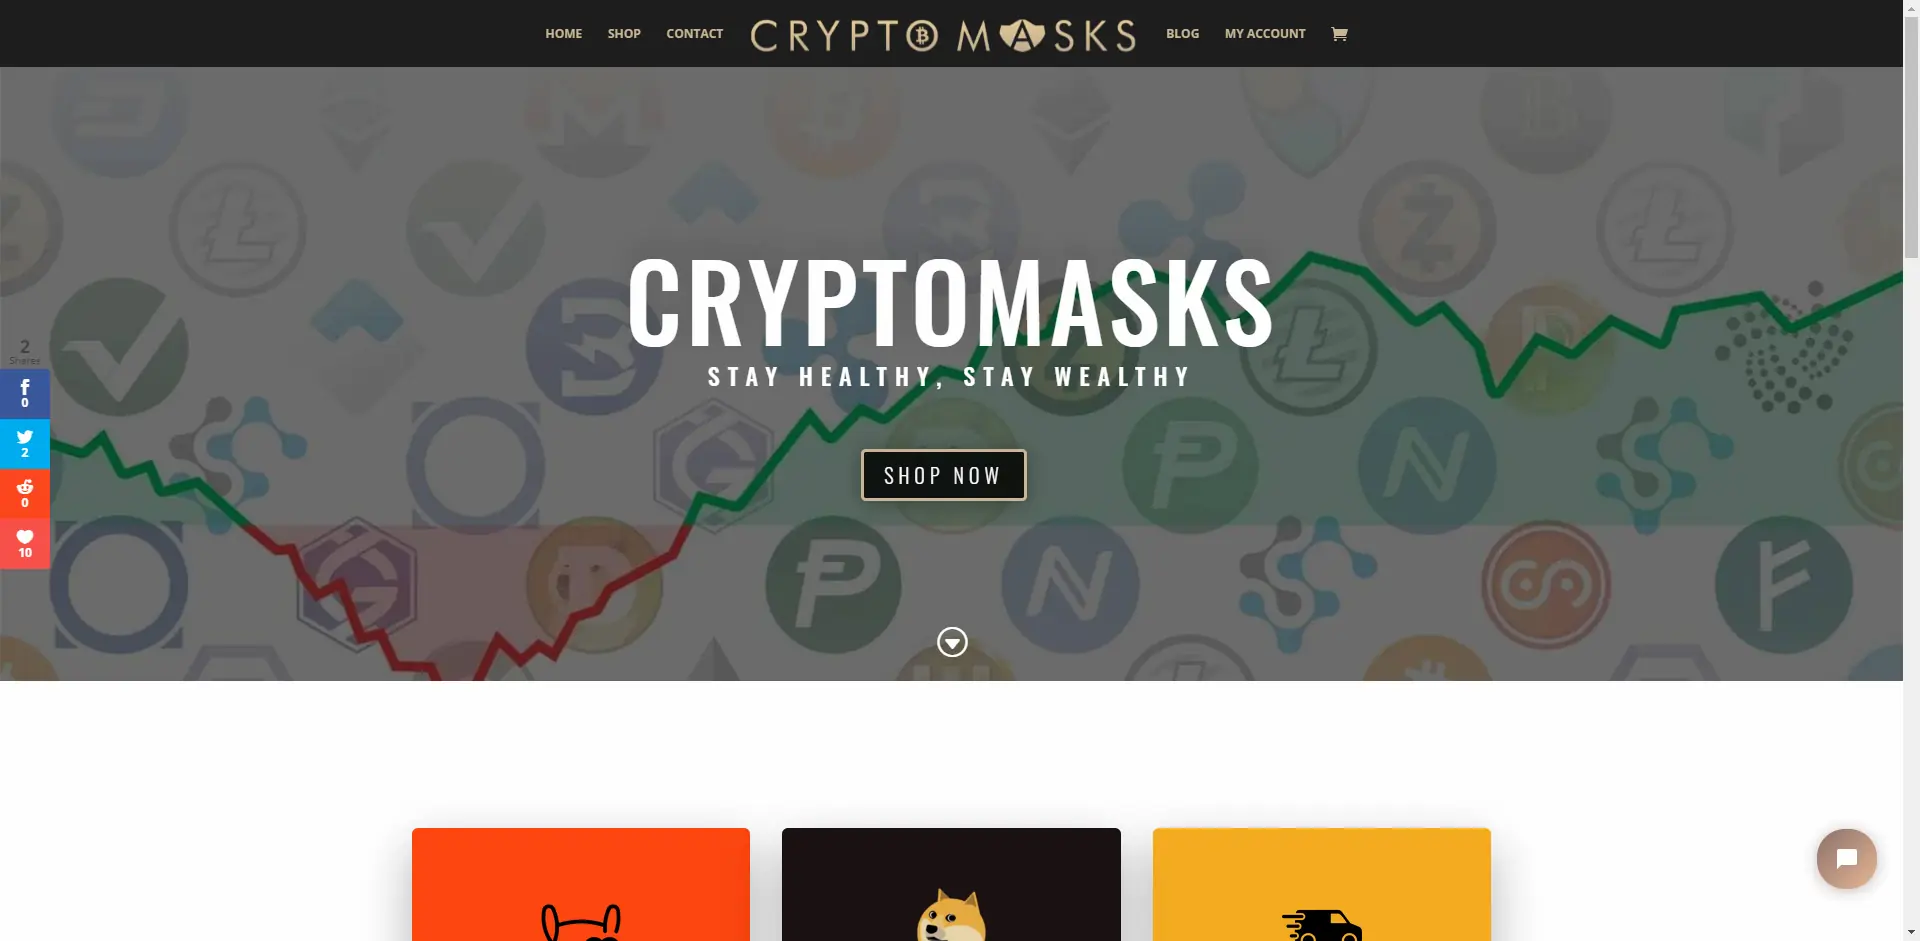 HOME SHOP CONTACT CRYPTO MASKS BLOG MY ACCOUNT
CRYPTOMASKS
STAY HEALTHY, STAY WEALTHY
SHOP NOW
2
Shares
0
2
0
10